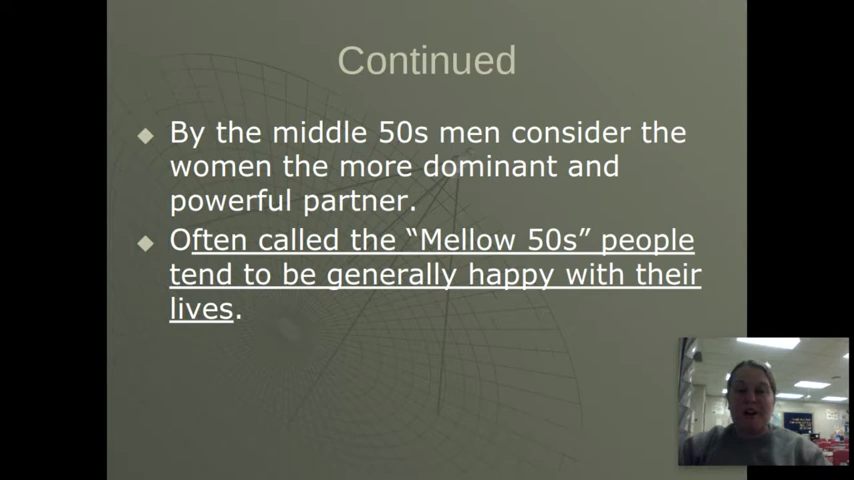 Continued
By the middle 50s men consider the
women the more dominant and
powerful partner.
Often called the “Mellow 50s” people
tend to be generally happy with their
lives.